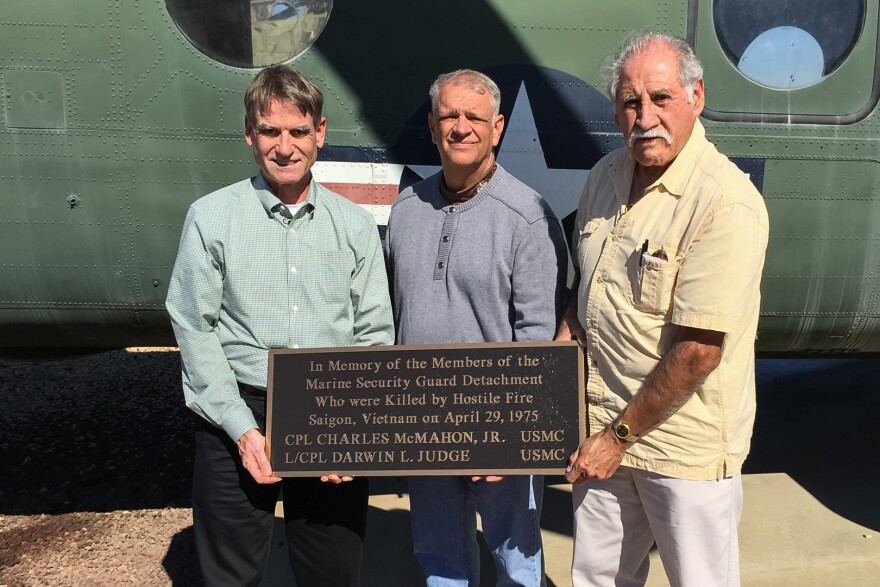 In Memory of the Members of the
Marine Security Guard Detachment
Who were Killed by Hostile Fire
Saigon, Vietnam on April 29, 1975
CPL CHARLES McMAHON, JR. USMC
L/CPL DARWIN L. JUDGE USMC